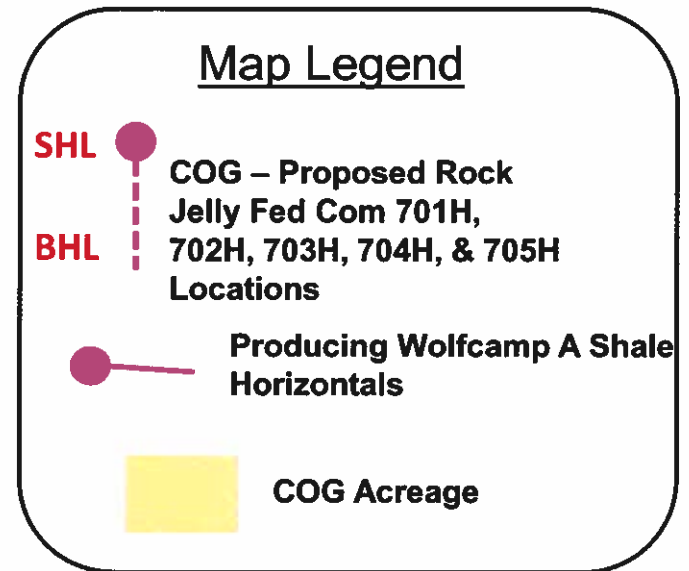 Map Legend
SHL
COG – Proposed Rock
Jelly Fed Com 701H,
BHL
702H, 703H, 704H, & 705H
Locations
Producing Wolfcamp A Shale
Horizontals
COG Acreage